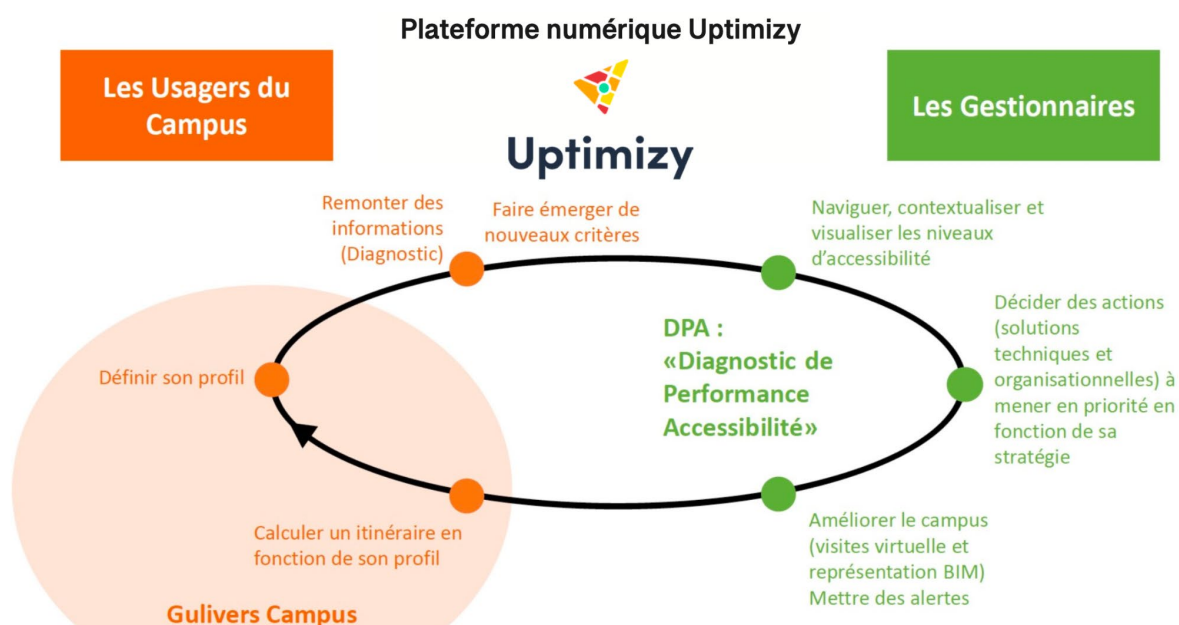 Plateforme numérique Uptimizy
Les Usagers du
Campus
Uptimizy
Les Gestionnaires
Remonter des
informations
(Diagnostic)
Faire émerger de
nouveaux critères
Naviguer, contextualiser et
visualiser les niveaux
d'accessibilité
Définir son profil
DPA :
«Diagnostic de
Performance
Accessibilité»
Décider des actions
(solutions
techniques et
organisationnelles) à
mener en priorité en
fonction de sa
stratégie
Calculer un itinéraire en
fonction de son profil
Améliorer le campus
(visites virtuelle et
représentation BIM)
Mettre des alertes
Gulivers Campus